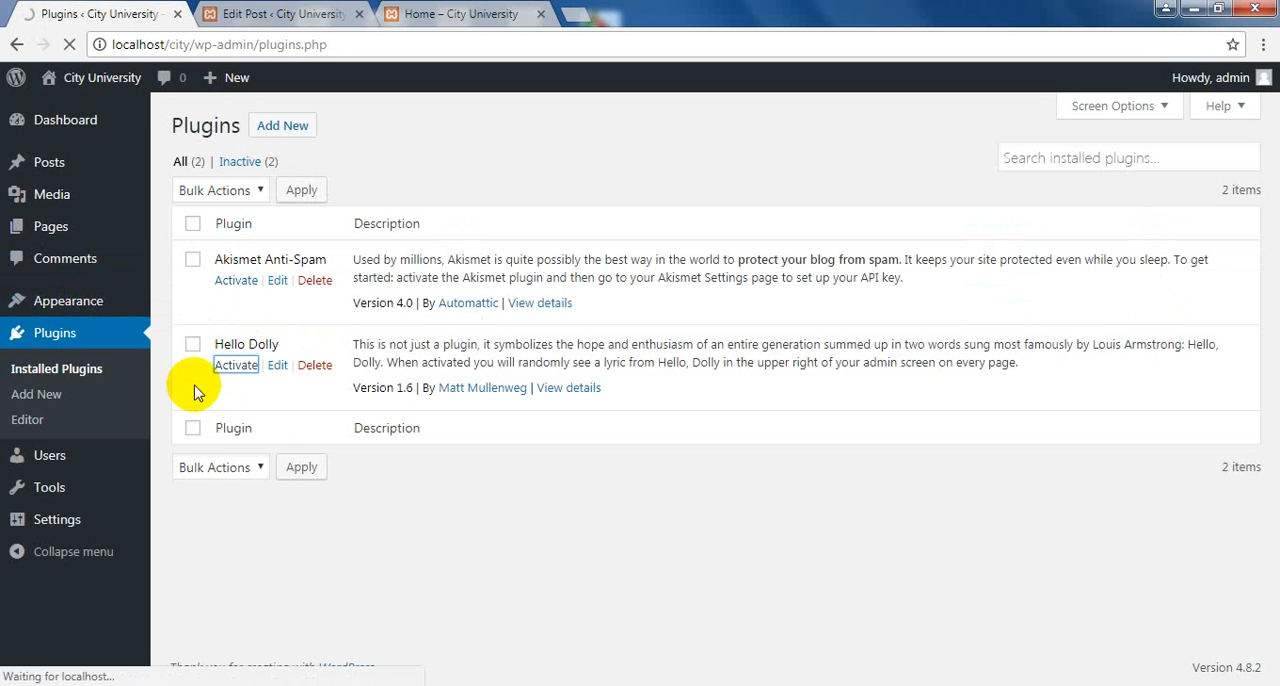 Plugins ‹ City University –
Edit Post ‹ City University
Home – City University
localhost/city/wp-admin/plugins.php
City University
0
New
Howdy, admin
Dashboard
Posts
Media
Pages
Comments
Appearance
Plugins
Installed Plugins
Add New
Editor
Users
Tools
Settings
Collapse menu
Screen Options
Help
Plugins
Add New
All (2) | Inactive (2)
Search installed plugins...
Bulk Actions
Apply
2 items
Plugin
Description
Akismet Anti-Spam
Activate | Edit | Delete
Used by millions, Akismet is quite possibly the best way in the world to protect your blog from spam. It keeps your site protected even while you sleep. To get
started: activate the Akismet plugin and then go to your Akismet Settings page to set up your API key.
Version 4.0 | By Automattic | View details
Hello Dolly
Activate | Edit | Delete
This is not just a plugin, it symbolizes the hope and enthusiasm of an entire generation summed up in two words sung most famously by Louis Armstrong: Hello,
Dolly. When activated you will randomly see a lyric from Hello, Dolly in the upper right of your admin screen on every page.
Version 1.6 | By Matt Mullenweg | View details
Plugin
Description
Bulk Actions
Apply
2 items
Thank you for creating with WordPress
Version 4.8.2
Waiting for localhost...